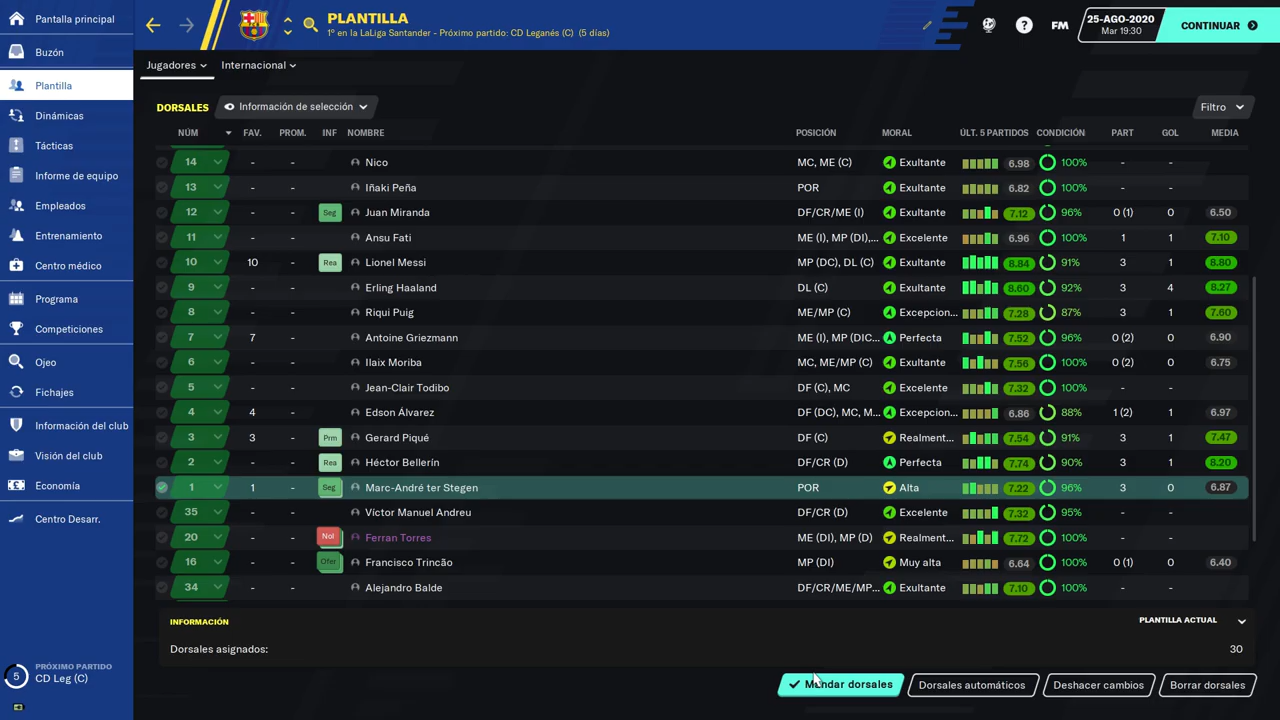 Pantalla principal
Buzón
Plantilla
Dinámicas
Tácticas
Informe de equipo
Empleados
Entrenamiento
Centro médico
Programa
Competiciones
Ojeo
Fichajes
Información del club
Visión del club
Economía
Centro Desarr.
PRÓXIMO PARTIDO
5 CD Leg (C)
PLANTILLA
1º en la LaLiga Santander - Próximo partido: CD Leganés (C) (5 días)
? FM 25-AGO-2020 Mar 19:30 CONTINUAR
Jugadores Internacional
DORSALES Información de selección Filtro
NÚM FAV. PROM. INF NOMBRE POSICIÓN MORAL ÚLT. 5 PARTIDOS CONDICIÓN PART GOL MEDIA
14 - - Nico MC, ME (C) Exultante 6.98 100% - -
13 - - Iñaki Peña POR Exultante 6.82 100% - -
12 - - Seg Juan Miranda DF/CR/ME (I) Exultante 7.12 96% 0 (1) 0 6.50
11 - - Ansu Fati ME (I), MP (DI),... Excelente 6.96 100% 1 1 7.10
10 10 - Rea Lionel Messi MP (DC), DL (C) Exultante 8.84 91% 3 1 8.80
9 - - Erling Haaland DL (C) Exultante 8.60 92% 3 4 8.27
8 - - Riqui Puig ME/MP (C) Excepcion... 7.28 87% 3 1 7.60
7 7 - Antoine Griezmann ME (I), MP (DIC... Perfecta 7.52 96% 0 (2) 0 6.90
6 - - Ilaix Moriba MC, ME/MP (C) Exultante 7.56 100% 0 (2) 0 6.75
5 - - Jean-Clair Todibo DF (C), MC Excelente 7.32 100% - -
4 4 - Edson Álvarez DF (DC), MC, M... Excepcion... 6.86 88% 1 (2) 1 6.97
3 3 - Prm Gerard Piqué DF (C) Realment... 7.54 91% 3 1 7.47
2 - - Rea Héctor Bellerín DF/CR (D) Perfecta 7.74 90% 3 1 8.20
1 1 - Seg Marc-André ter Stegen POR Alta 7.22 96% 3 0 6.87
35 - - Víctor Manuel Andreu DF/CR (D) Excelente 7.32 95% - -
20 - - Nol Ferran Torres ME (DI), MP (D) Realment... 7.72 100% - -
16 - - Ofer Francisco Trincão MP (DI) Muy alta 6.64 100% 0 (1) 0 6.40
34 - - Alejandro Balde DF/CR/ME/MP... Excelente 7.10 100% - -
INFORMACIÓN PLANTILLA ACTUAL
Dorsales asignados: 30
Mandar dorsales Dorsales automáticos Deshacer cambios Borrar dorsales